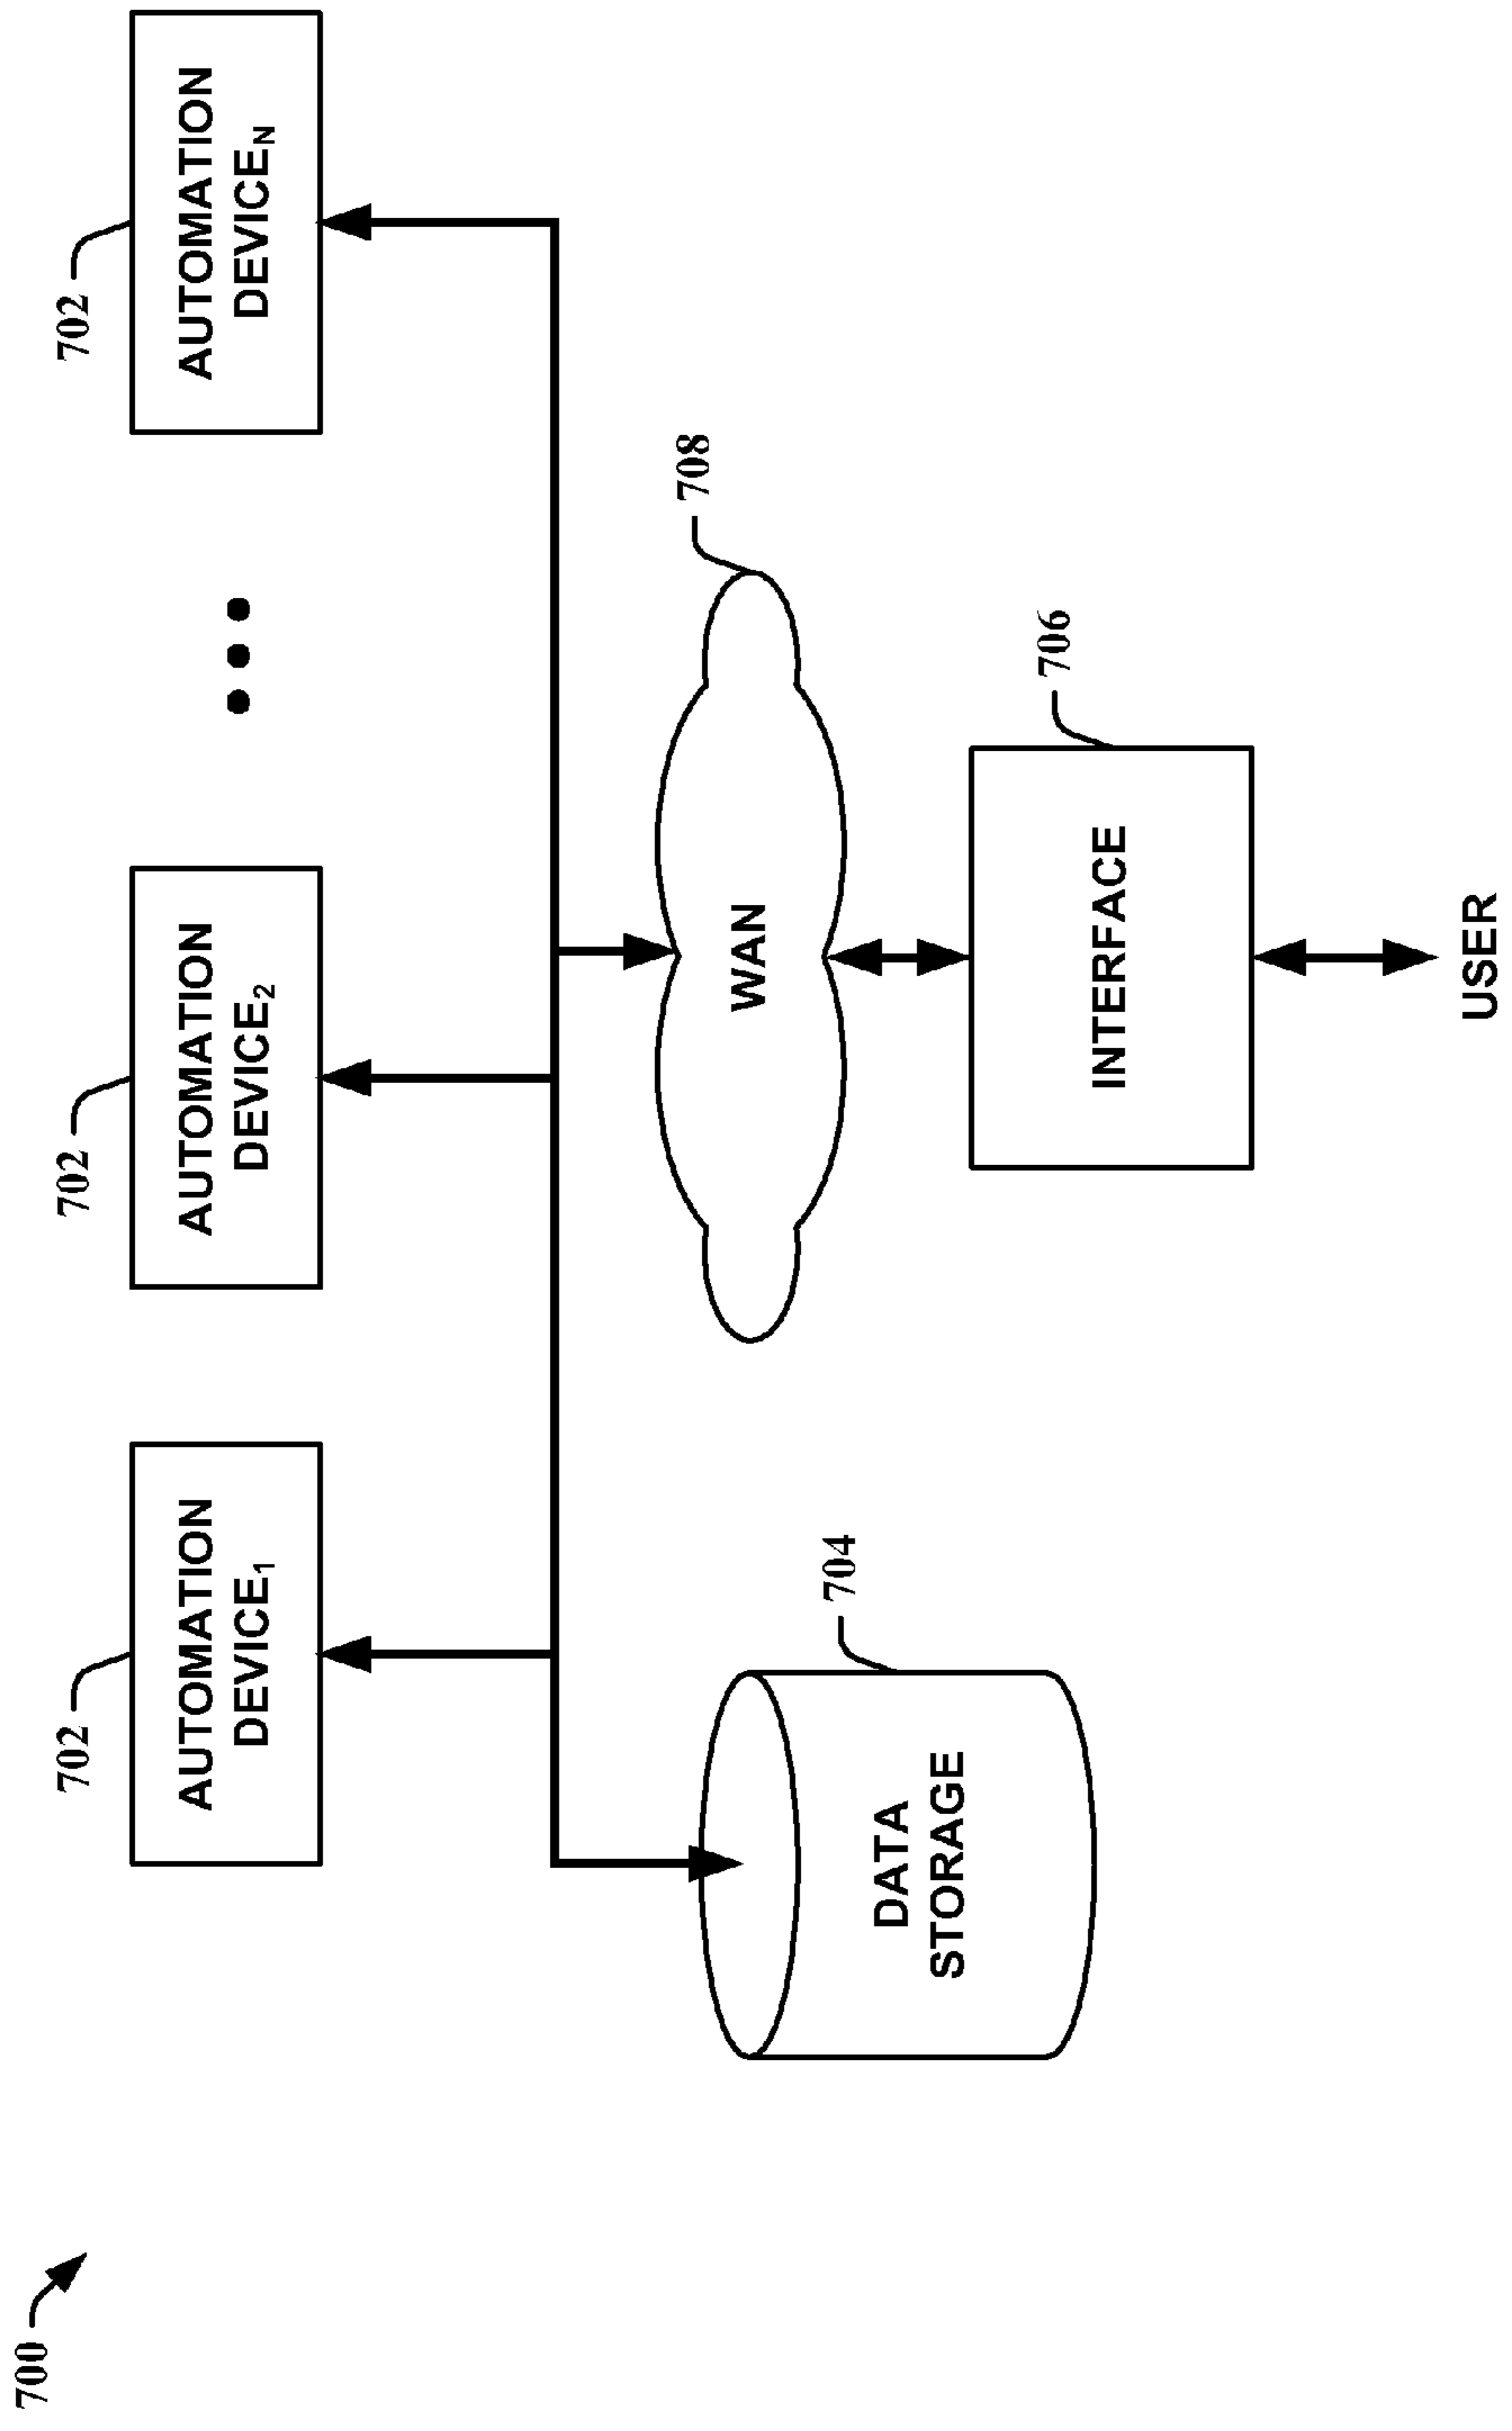 700
702
702
702
AUTOMATION
DEVICE1
AUTOMATION
DEVICE2
AUTOMATION
DEVICEN
708
WAN
704
DATA
STORAGE
706
INTERFACE
USER